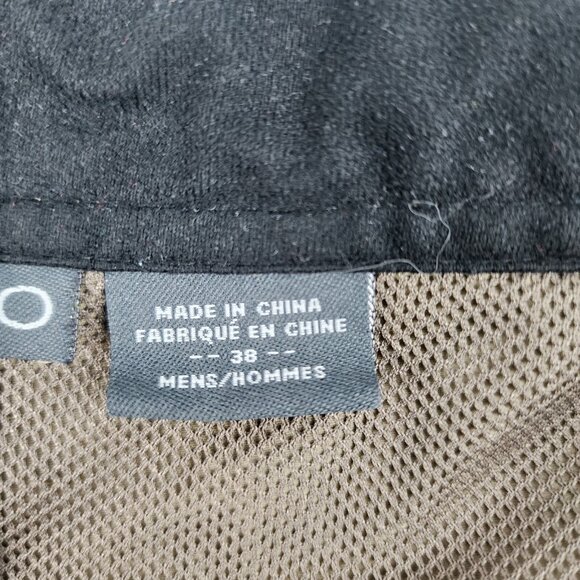 O
MADE IN CHINA
FABRIQUÉ EN CHINE
-- 38 --
MENS/HOMMES